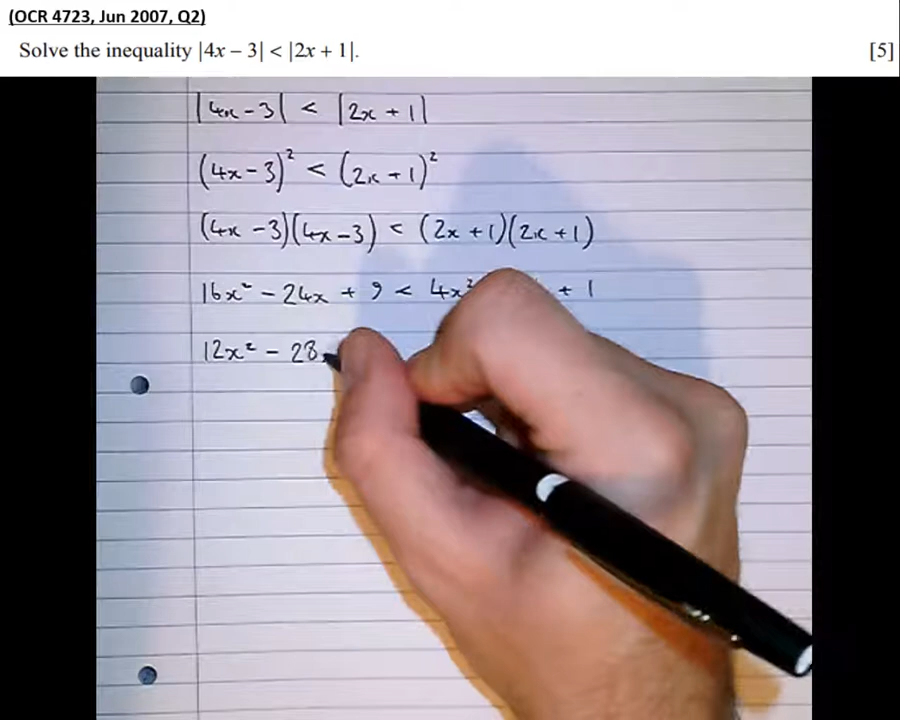 (OCR 4723, Jun 2007, Q2)
Solve the inequality |4x − 3| < |2x + 1|. [5]
|4x - 3| < |2x + 1|
(4x - 3)² < (2x + 1)²
(4x - 3)(4x - 3) < (2x + 1)(2x + 1)
16x² - 24x + 9 < 4x² + 1
12x² - 28